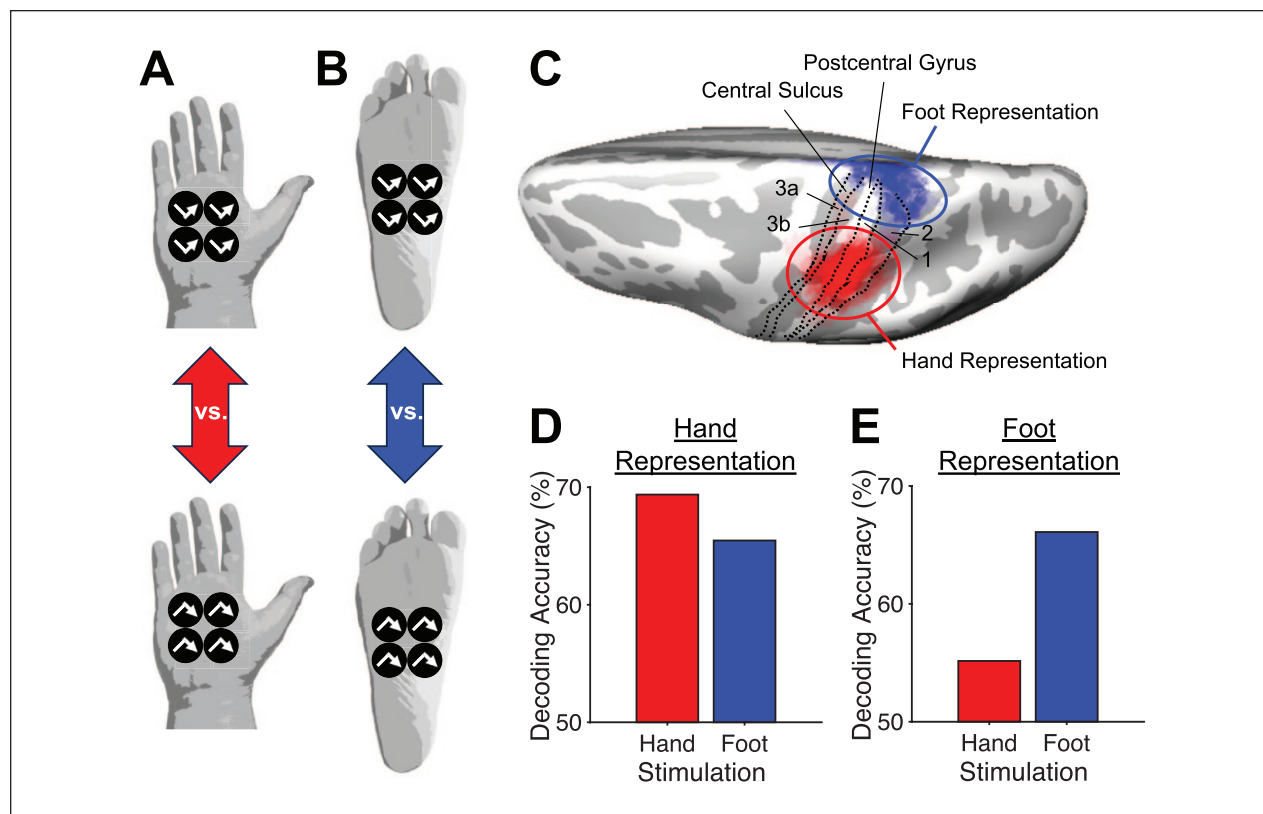 A
B
C
Postcentral Gyrus
Central Sulcus
Foot Representation
3a
3b
2
1
Hand Representation
vs.
vs.
D
Hand
Representation
Decoding Accuracy (%)
70
60
50
Hand
Foot
Stimulation
E
Foot
Representation
Decoding Accuracy (%)
70
60
50
Hand
Foot
Stimulation